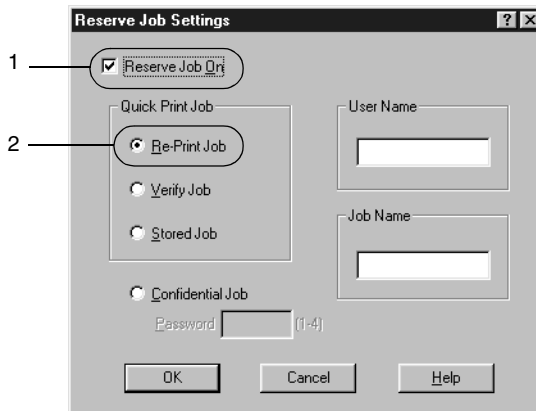 Reserve Job Settings
1
Reserve Job On
Quick Print Job
User Name
2
Re-Print Job
Verify Job
Job Name
Stored Job
Confidential Job
Password (1-4)
OK Cancel Help